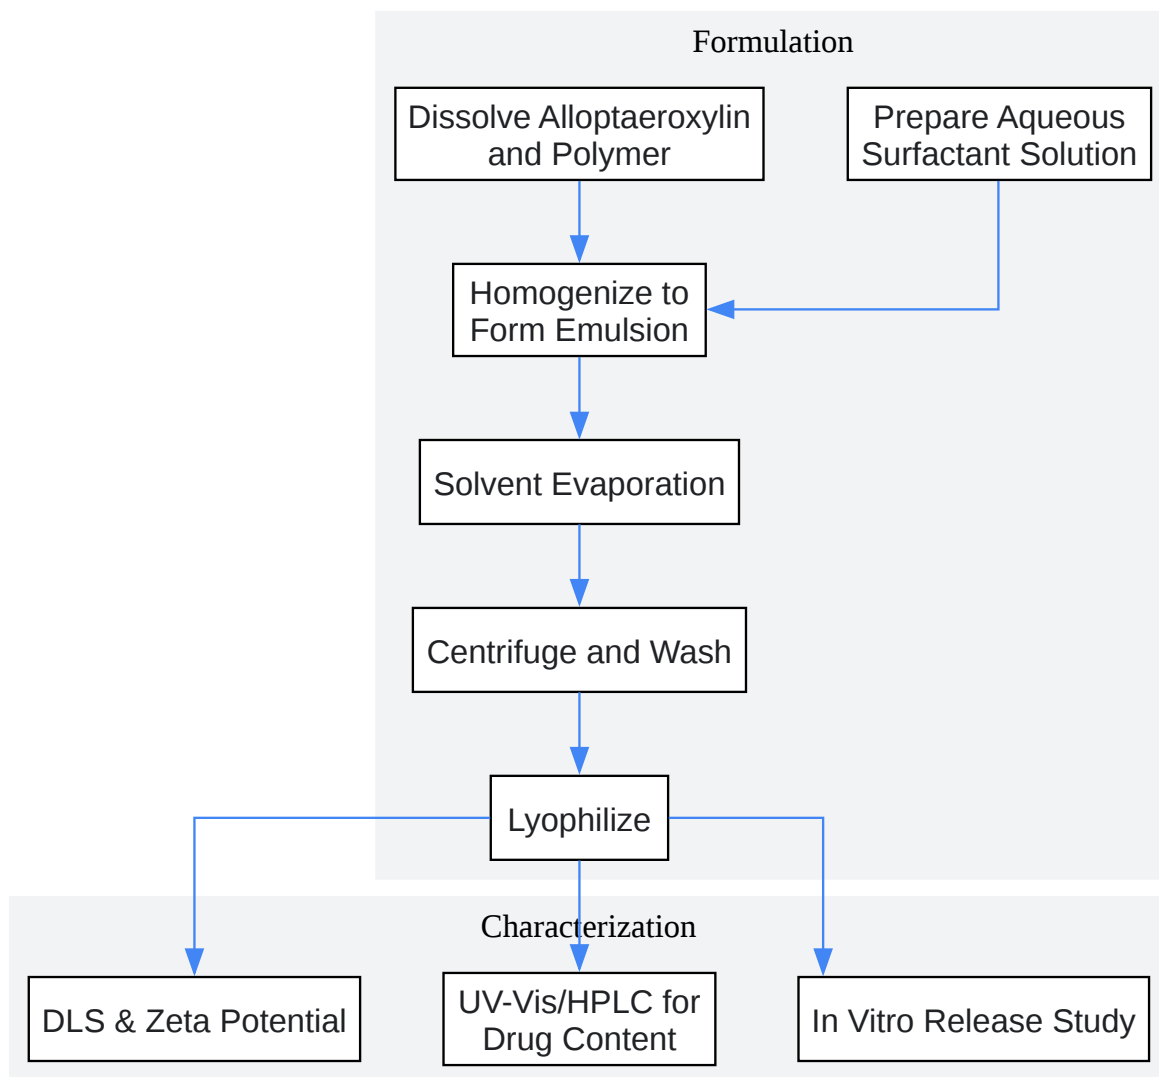 Formulation
Dissolve Alloptaeroxylin
and Polymer
Prepare Aqueous
Surfactant Solution
Homogenize to
Form Emulsion
Solvent Evaporation
Centrifuge and Wash
Lyophilize
Characterization
DLS & Zeta Potential
UV-Vis/HPLC for
Drug Content
In Vitro Release Study